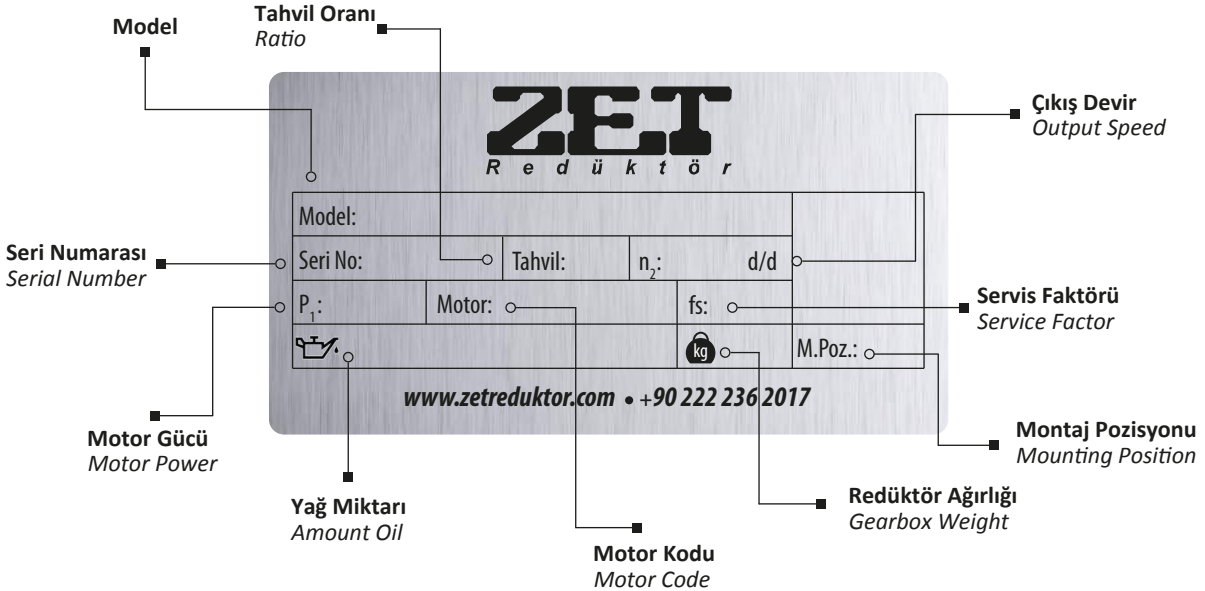 Model
Tahvil Oranı
Ratio
ZET
Redüktör
Çıkış Devir
Output Speed
Model:
Seri Numarası
Serial Number
Seri No:
Tahvil:
n2:
d/d
P1:
Motor:
fs:
Servis Faktörü
Service Factor
kg
M.Poz.:
www.zetreduktor.com • +90 222 236 2017
Motor Gücü
Motor Power
Montaj Pozisyonu
Mounting Position
Yağ Miktarı
Amount Oil
Redüktör Ağırlığı
Gearbox Weight
Motor Kodu
Motor Code